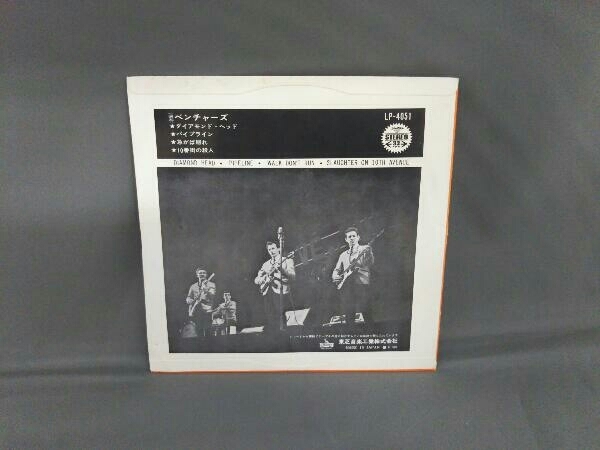 ベンチャーズ
LP-4051
★ダイアモンド・ヘッド
★パイプライン
★急がば廻れ
★10番街の殺人
STEREO
33
DIAMOND HEAD • PIPELINE • WALK DON'T RUN • SLAUGHTER ON 10TH AVENUE
東芝音楽工業株式会社
MADE IN JAPAN